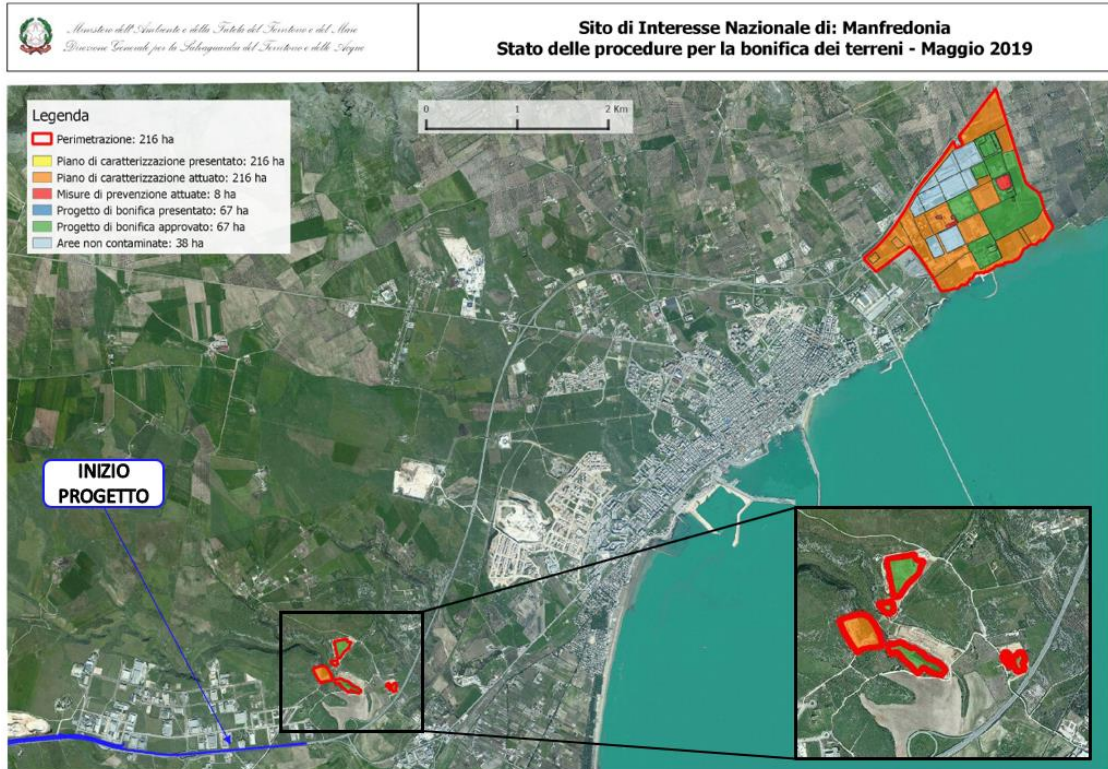 Ministero dell'Ambiente e della Tutela del Territorio e del Mare
Direzione Generale per la Salvaguardia del Territorio e delle Acque
Sito di Interesse Nazionale di: Manfredonia
Stato delle procedure per la bonifica dei terreni - Maggio 2019
Legenda
Perimetrazione: 216 ha
Piano di caratterizzazione presentato: 216 ha
Piano di caratterizzazione attuato: 216 ha
Misure di prevenzione attuate: 8 ha
Progetto di bonifica presentato: 67 ha
Progetto di bonifica approvato: 67 ha
Aree non contaminate: 38 ha
0 1 2 Km
INIZIO
PROGETTO